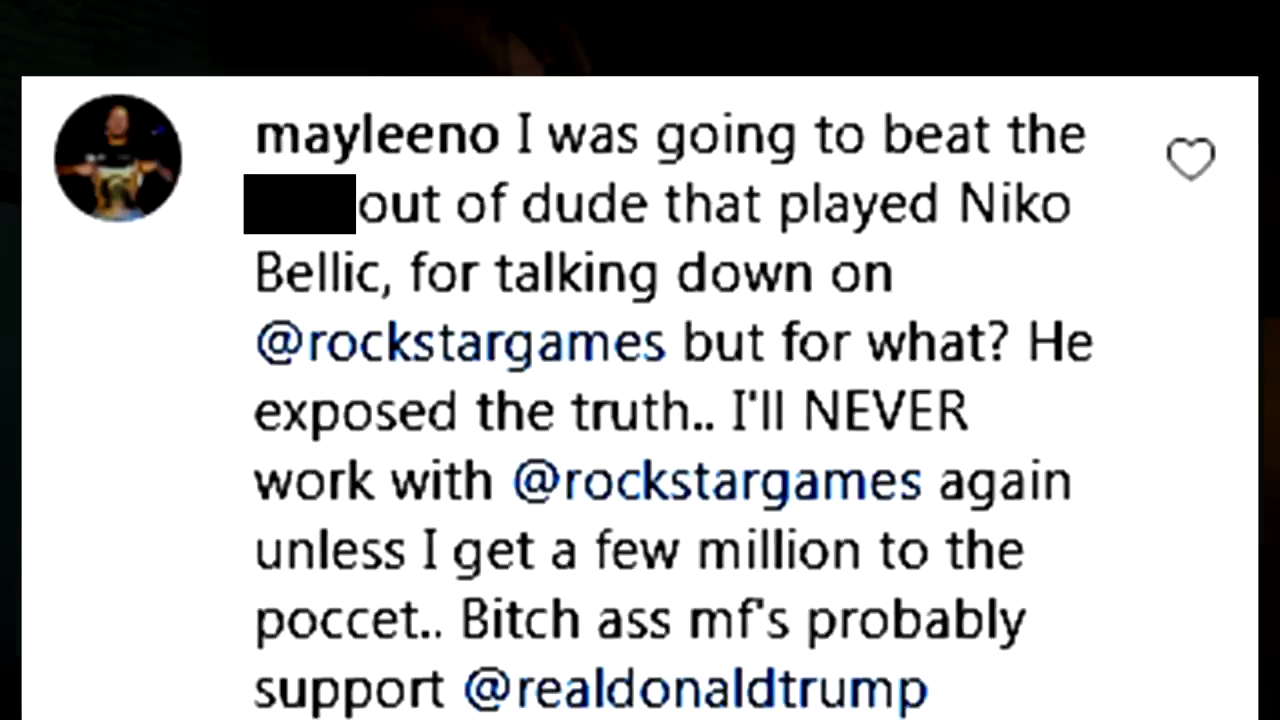 mayleeno I was going to beat the
out of dude that played Niko
Bellic, for talking down on
@rockstargames but for what? He
exposed the truth.. I'll NEVER
work with @rockstargames again
unless I get a few million to the
poccet.. Bitch ass mf's probably
support @realdonaldtrump